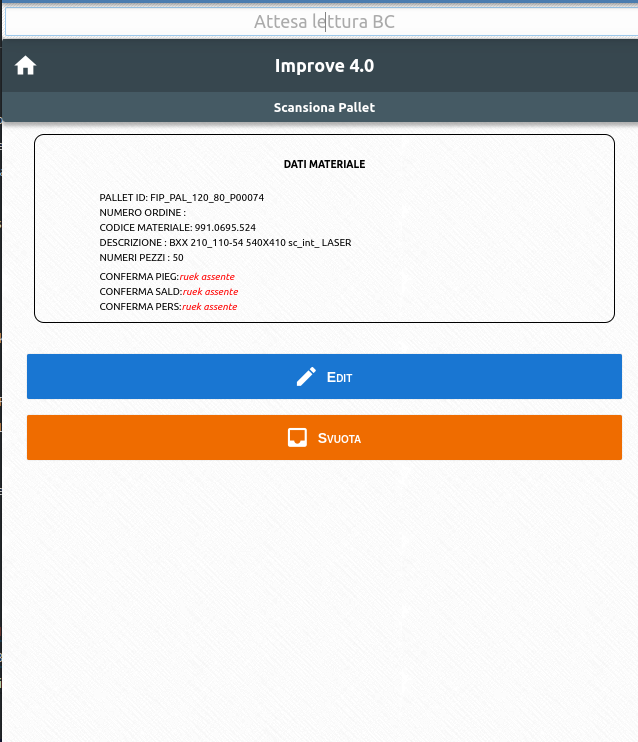 Attesa lettura BC
Improve 4.0
Scansiona Pallet
DATI MATERIALE
PALLET ID: FIP_PAL_120_80_P00074
NUMERO ORDINE :
CODICE MATERIALE: 991.0695.524
DESCRIZIONE : BXX 210_110-54 540X410 sc_int_ LASER
NUMERI PEZZI : 50
CONFERMA PIEG:ruek assente
CONFERMA SALD:ruek assente
CONFERMA PERS:ruek assente
Edit
Svuota